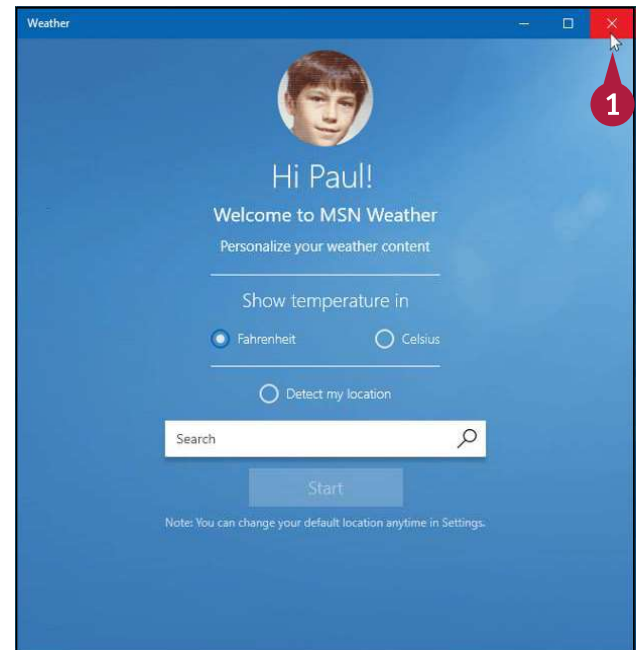 Weather
1
Hi Paul!
Welcome to MSN Weather
Personalize your weather content
Show temperature in
Fahrenheit Celsius
Detect my location
Search
Start
Note: You can change your default location anytime in Settings.